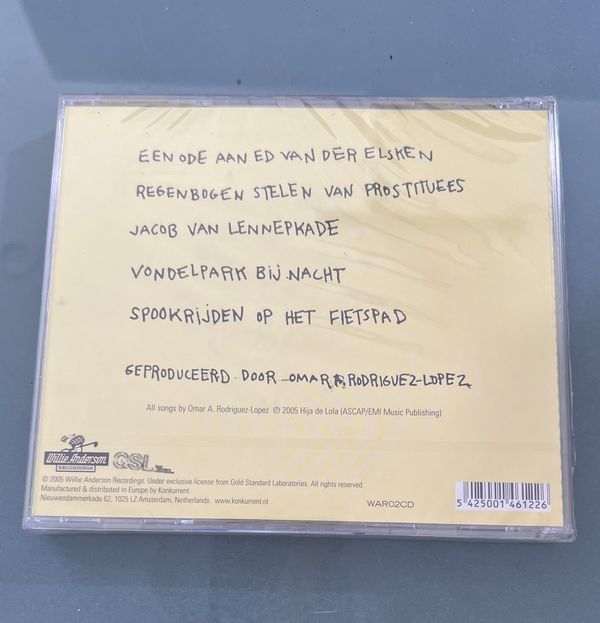 EEN ODE AAN ED VAN DER ELSKEN
REGENBOGEN STELEN VAN PROSTITUEES
JACOB VAN LENNEPKADE
VONDELPARK BIJ NACHT
SPOOKRIJDEN OP HET FIETSPAD
GEPRODUCEERD DOOR OMAR RODRIGUEZ-LOPEZ
All songs by Omar A. Rodriguez-Lopez ℗ 2005 Hija de Lola (ASCAP/EMI Music Publishing)
Willie Anderson
RECORDINGS
GSL
© 2005 Willie Anderson Recordings. Under exclusive license from Gold Standard Laboratories. All rights reserved.
Manufactured & distributed in Europe by Konkurrent.
Nieuwendammerkade 62, 1025 LZ Amsterdam, Netherlands. www.konkurrent.nl
WAR02CD
5 425001 461226